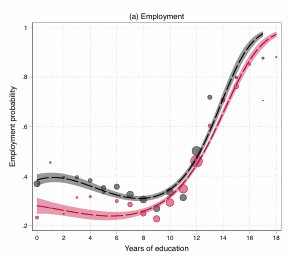 (a) Employment
1
.8
.6
.4
.2
Employment probability
0 2 4 6 8 10 12 14 16 18
Years of education